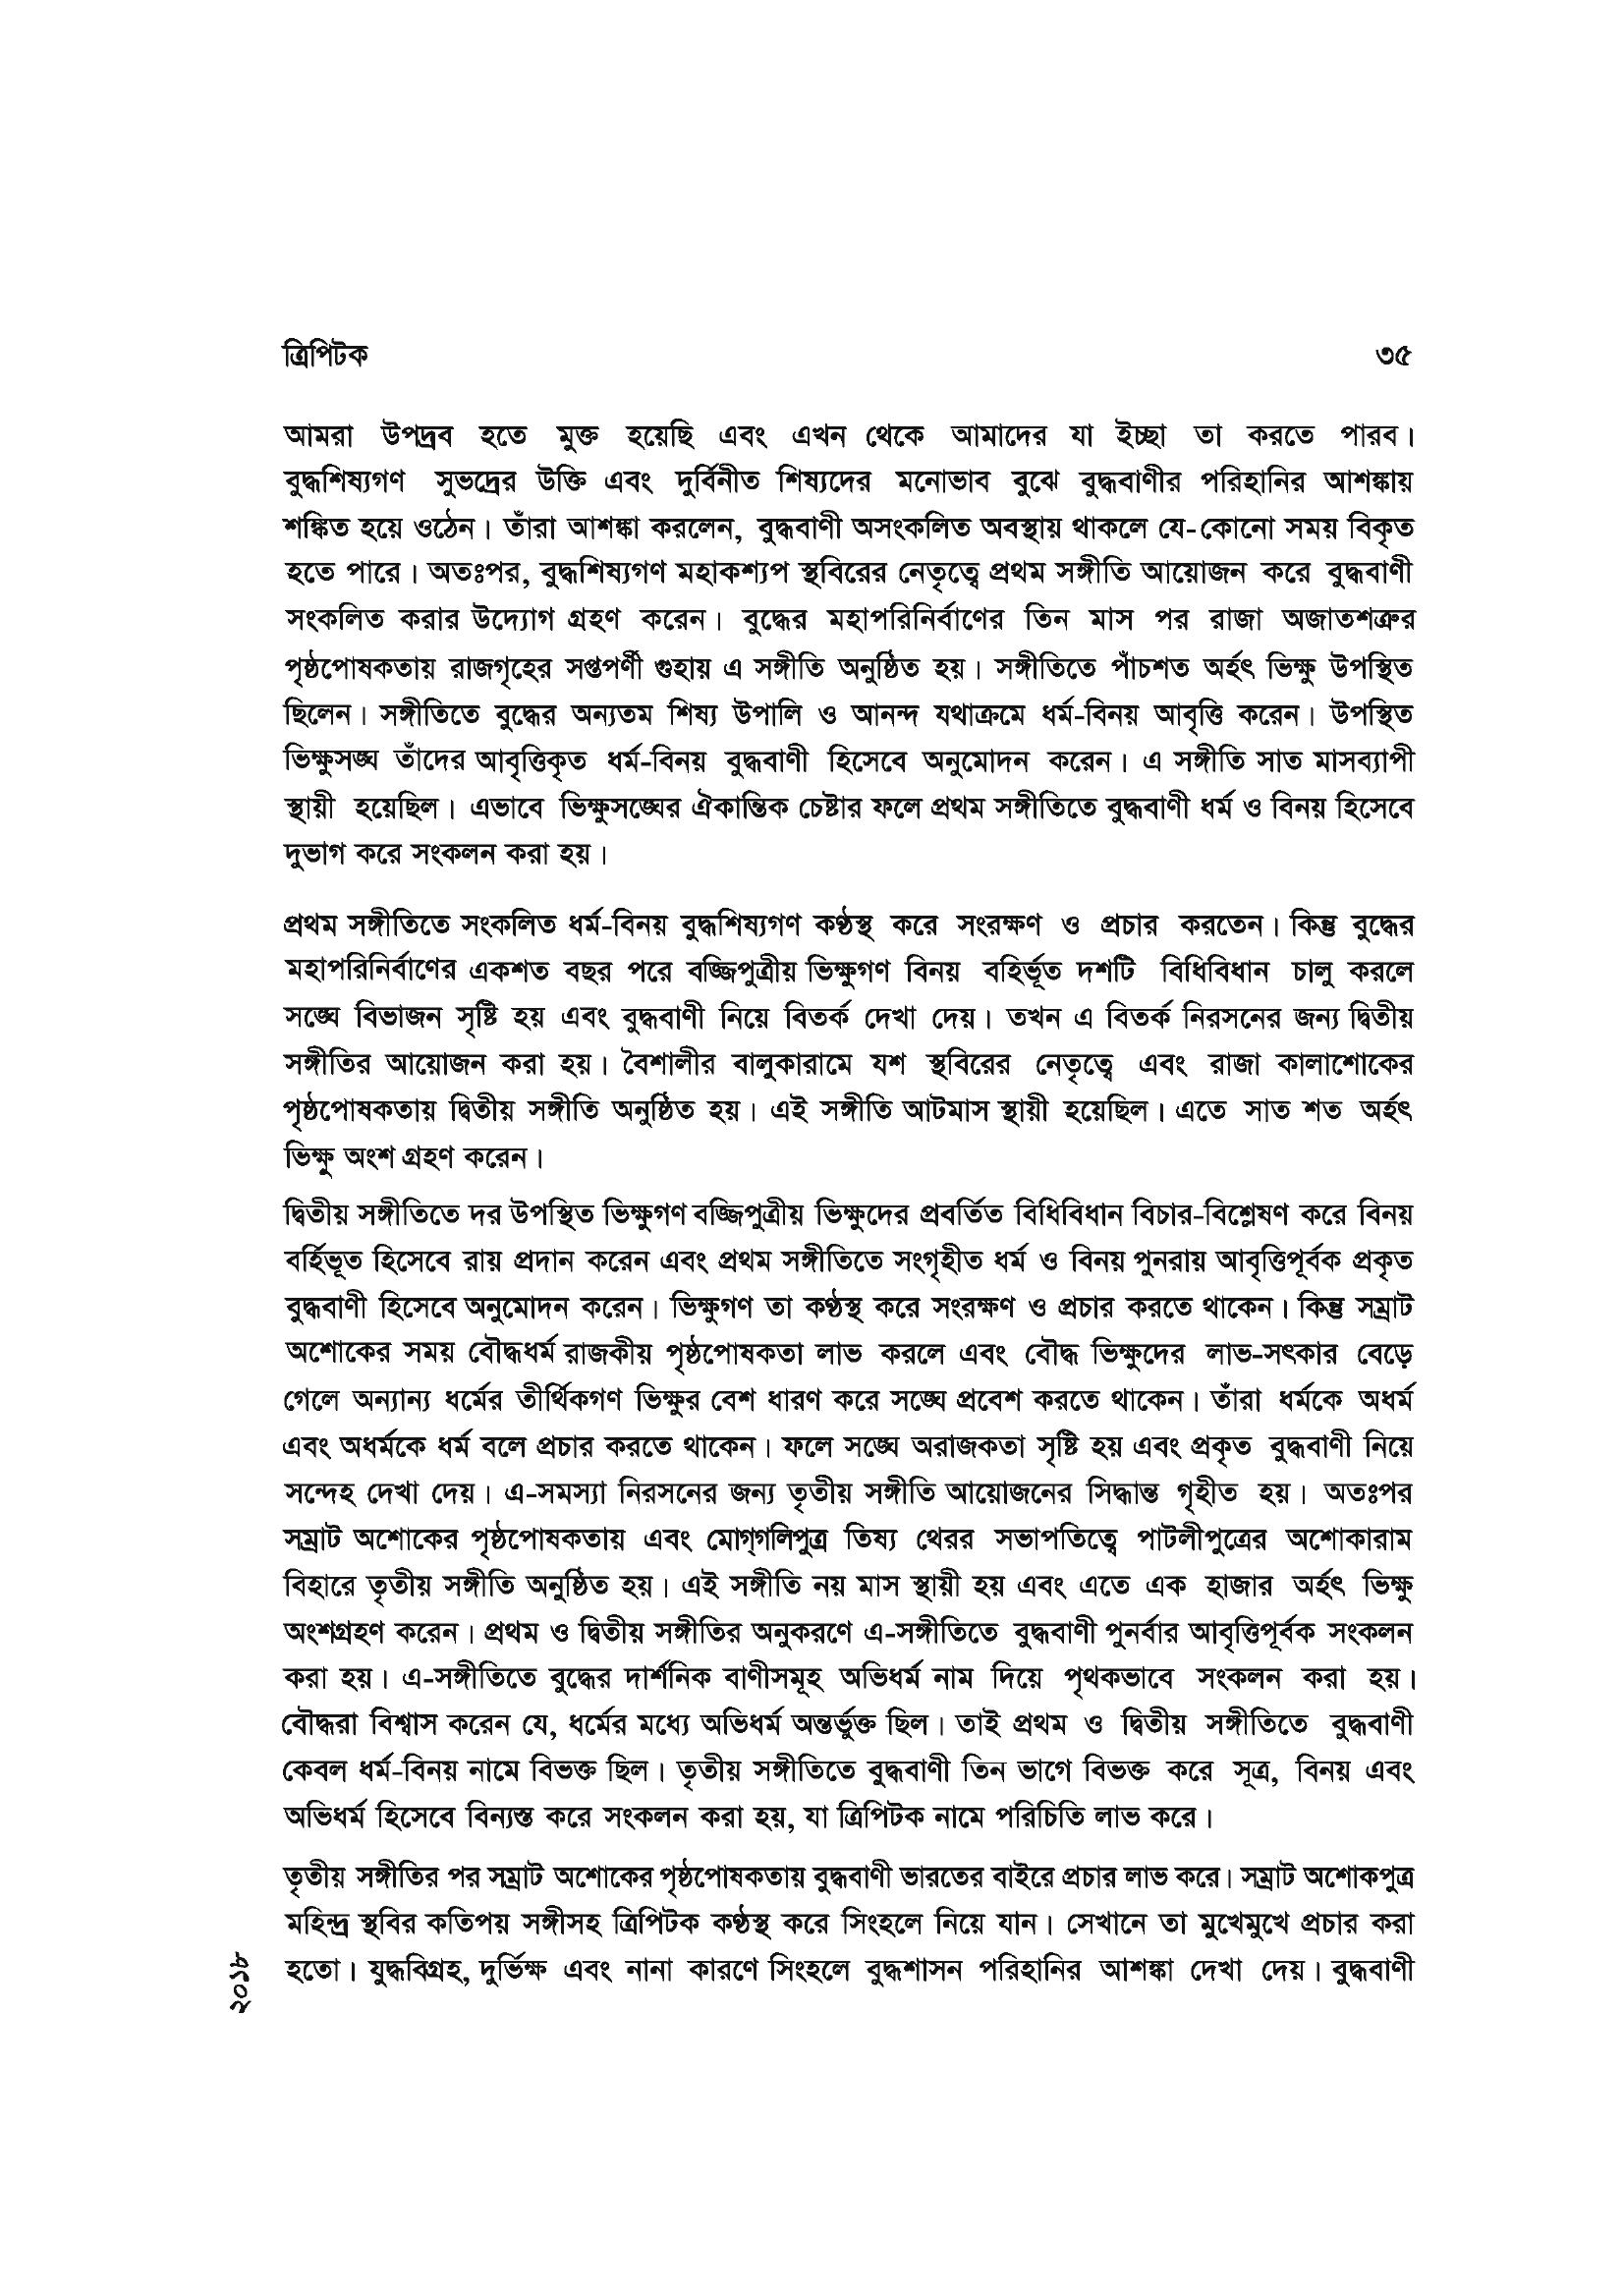 ত্রিপিটক ৩৫
আমরা উপদ্রব হতে মুক্ত হয়েছি এবং এখন থেকে আমাদের যা ইচ্ছা তা করতে পারব।
বুদ্ধশিষ্যগণ সুভদ্রের উক্তি এবং দুর্বিনীত শিষ্যদের মনোভাব বুঝে বুদ্ধবাণীর পরিহানির আশঙ্কায়
শঙ্কিত হয়ে ওঠেন। তাঁরা আশঙ্কা করলেন, বুদ্ধবাণী অসংকলিত অবস্থায় থাকলে যে-কোনো সময় বিকৃত
হতে পারে। অতঃপর, বুদ্ধশিষ্যগণ মহাকশ্যপ স্থবিরের নেতৃত্বে প্রথম সঙ্গীতি আয়োজন করে বুদ্ধবাণী
সংকলিত করার উদ্যোগ গ্রহণ করেন। বুদ্ধের মহাপরিনির্বাণের তিন মাস পর রাজা অজাতশত্রুর
পৃষ্ঠপোষকতায় রাজগৃহের সপ্তপর্ণী গুহায় এ সঙ্গীতি অনুষ্ঠিত হয়। সঙ্গীতিতে পাঁচশত অর্হৎ ভিক্ষু উপস্থিত
ছিলেন। সঙ্গীতিতে বুদ্ধের অন্যতম শিষ্য উপালি ও আনন্দ যথাক্রমে ধর্ম-বিনয় আবৃত্তি করেন। উপস্থিত
ভিক্ষুসঙ্ঘ তাঁদের আবৃত্তিকৃত ধর্ম-বিনয় বুদ্ধবাণী হিসেবে অনুমোদন করেন। এ সঙ্গীতি সাত মাসব্যাপী
স্থায়ী হয়েছিল। এভাবে ভিক্ষুসঙ্ঘের ঐকান্তিক চেষ্টার ফলে প্রথম সঙ্গীতিতে বুদ্ধবাণী ধর্ম ও বিনয় হিসেবে
দুভাগ করে সংকলন করা হয়।
প্রথম সঙ্গীতিতে সংকলিত ধর্ম-বিনয় বুদ্ধশিষ্যগণ কণ্ঠস্থ করে সংরক্ষণ ও প্রচার করতেন। কিন্তু বুদ্ধের
মহাপরিনির্বাণের একশত বছর পরে বজ্জিপুত্রীয় ভিক্ষুগণ বিনয় বহির্ভূত দশটি বিধিবিধান চালু করলে
সঙ্ঘে বিভাজন সৃষ্টি হয় এবং বুদ্ধবাণী নিয়ে বিতর্ক দেখা দেয়। তখন এ বিতর্ক নিরসনের জন্য দ্বিতীয়
সঙ্গীতির আয়োজন করা হয়। বৈশালীর বালুকারামে যশ স্থবিরের নেতৃত্বে এবং রাজা কালাশোকের
পৃষ্ঠপোষকতায় দ্বিতীয় সঙ্গীতি অনুষ্ঠিত হয়। এই সঙ্গীতি আটমাস স্থায়ী হয়েছিল। এতে সাত শত অর্হৎ
ভিক্ষু অংশ গ্রহণ করেন।
দ্বিতীয় সঙ্গীতিতে দর উপস্থিত ভিক্ষুগণ বজ্জিপুত্রীয় ভিক্ষুদের প্রবর্তিত বিধিবিধান বিচার-বিশ্লেষণ করে বিনয়
বর্হিভূত হিসেবে রায় প্রদান করেন এবং প্রথম সঙ্গীতিতে সংগৃহীত ধর্ম ও বিনয় পুনরায় আবৃত্তিপূর্বক প্রকৃত
বুদ্ধবাণী হিসেবে অনুমোদন করেন। ভিক্ষুগণ তা কণ্ঠস্থ করে সংরক্ষণ ও প্রচার করতে থাকেন। কিন্তু সম্রাট
অশোকের সময় বৌদ্ধধর্ম রাজকীয় পৃষ্ঠপোষকতা লাভ করলে এবং বৌদ্ধ ভিক্ষুদের লাভ-সৎকার বেড়ে
গেলে অন্যান্য ধর্মের তীর্থিকগণ ভিক্ষুর বেশ ধারণ করে সঙ্ঘে প্রবেশ করতে থাকেন। তাঁরা ধর্মকে অধর্ম
এবং অধর্মকে ধর্ম বলে প্রচার করতে থাকেন। ফলে সঙ্ঘে অরাজকতা সৃষ্টি হয় এবং প্রকৃত বুদ্ধবাণী নিয়ে
সন্দেহ দেখা দেয়। এ-সমস্যা নিরসনের জন্য তৃতীয় সঙ্গীতি আয়োজনের সিদ্ধান্ত গৃহীত হয়। অতঃপর
সম্রাট অশোকের পৃষ্ঠপোষকতায় এবং মোগ্‌গলিপুত্র তিষ্য থেরর সভাপতিত্বে পাটলীপুত্রের অশোকারাম
বিহারে তৃতীয় সঙ্গীতি অনুষ্ঠিত হয়। এই সঙ্গীতি নয় মাস স্থায়ী হয় এবং এতে এক হাজার অর্হৎ ভিক্ষু
অংশগ্রহণ করেন। প্রথম ও দ্বিতীয় সঙ্গীতির অনুকরণে এ-সঙ্গীতিতে বুদ্ধবাণী পুনর্বার আবৃত্তিপূর্বক সংকলন
করা হয়। এ-সঙ্গীতিতে বুদ্ধের দার্শনিক বাণীসমূহ অভিধর্ম নাম দিয়ে পৃথকভাবে সংকলন করা হয়।
বৌদ্ধরা বিশ্বাস করেন যে, ধর্মের মধ্যে অভিধর্ম অন্তর্ভুক্ত ছিল। তাই প্রথম ও দ্বিতীয় সঙ্গীতিতে বুদ্ধবাণী
কেবল ধর্ম-বিনয় নামে বিভক্ত ছিল। তৃতীয় সঙ্গীতিতে বুদ্ধবাণী তিন ভাগে বিভক্ত করে সূত্র, বিনয় এবং
অভিধর্ম হিসেবে বিন্যস্ত করে সংকলন করা হয়, যা ত্রিপিটক নামে পরিচিতি লাভ করে।
তৃতীয় সঙ্গীতির পর সম্রাট অশোকের পৃষ্ঠপোষকতায় বুদ্ধবাণী ভারতের বাইরে প্রচার লাভ করে। সম্রাট অশোকপুত্র
মহিন্দ্র স্থবির কতিপয় সঙ্গীসহ ত্রিপিটক কণ্ঠস্থ করে সিংহলে নিয়ে যান। সেখানে তা মুখেমুখে প্রচার করা
হতো। যুদ্ধবিগ্রহ, দুর্ভিক্ষ এবং নানা কারণে সিংহলে বুদ্ধশাসন পরিহানির আশঙ্কা দেখা দেয়। বুদ্ধবাণী
২০১৮